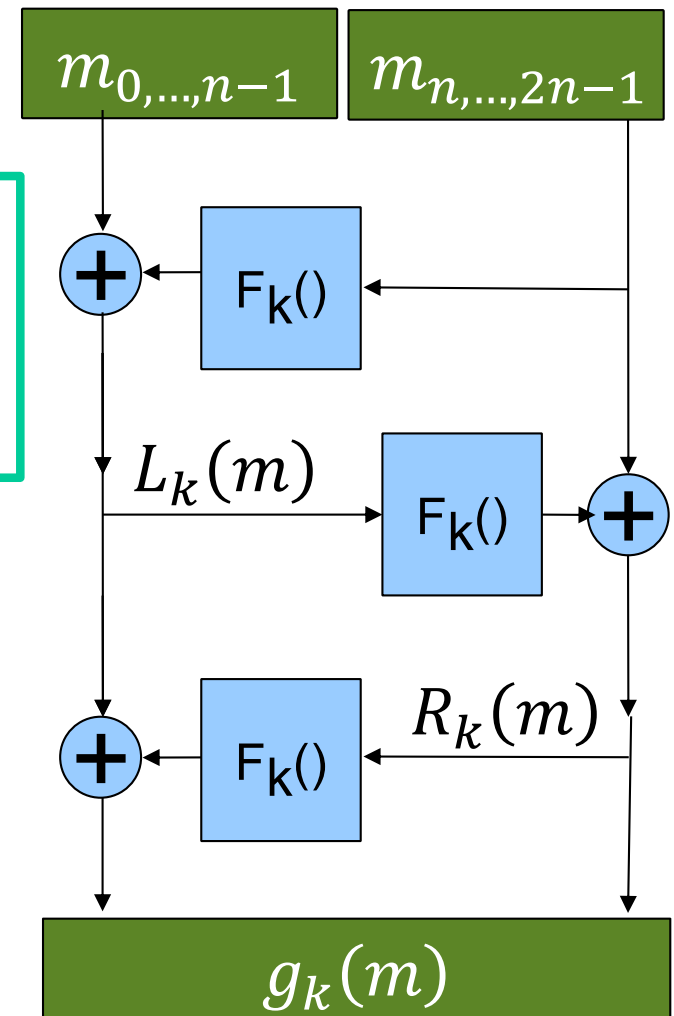 m_{0,…,n−1} m_{n,…,2n−1}
+ F_k()
L_k(m) F_k() +
R_k(m)
+ F_k()
g_k(m)